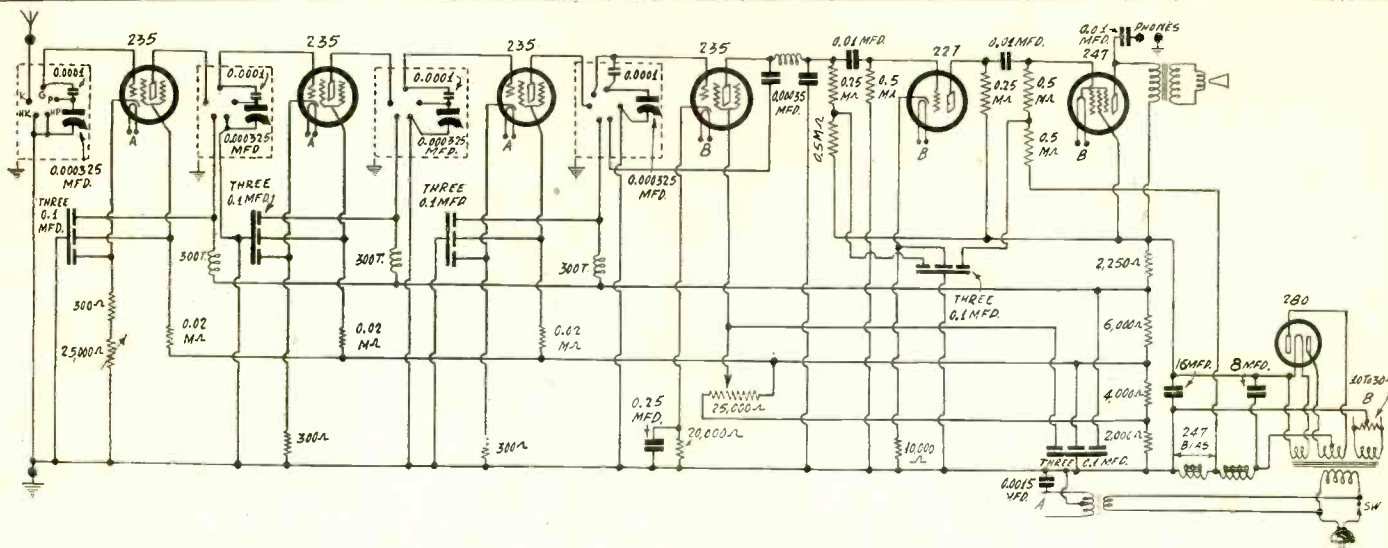 235
235
235
235
0.01 MFD.
227
0.01 MFD.
0.01
MFD.
PHONES
247
0.0001
K
G
P
HK
HP
0.000325
MFD.
A
0.0001
0.000325
MFD
A
0.0001
0.000325
MFD
A
0.0001
0.000325
MFD.
B
0.00035
MFD.
0.25
MΩ
0.5
MΩ
0.5MΩ
B
0.25
MΩ
0.5
MΩ
0.5
MΩ
B
THREE
0.1
MFD.
THREE
0.1 MFD.
THREE
0.1 MFD
300T.
300T.
300T
THREE
0.1 MFD.
2,250Ω
6,000Ω
4,000Ω
2,000Ω
280
300Ω
25,000Ω
0.02
MΩ
0.02
MΩ
0.02
MΩ
300Ω
300Ω
25,000Ω
0.25
MFD.
20,000Ω
10,000
Ω
THREE 0.1 MFD.
16 MFD.
8 MFD.
10 TO 30Ω
B
247
BIAS
0.0015
MFD.
A
SW